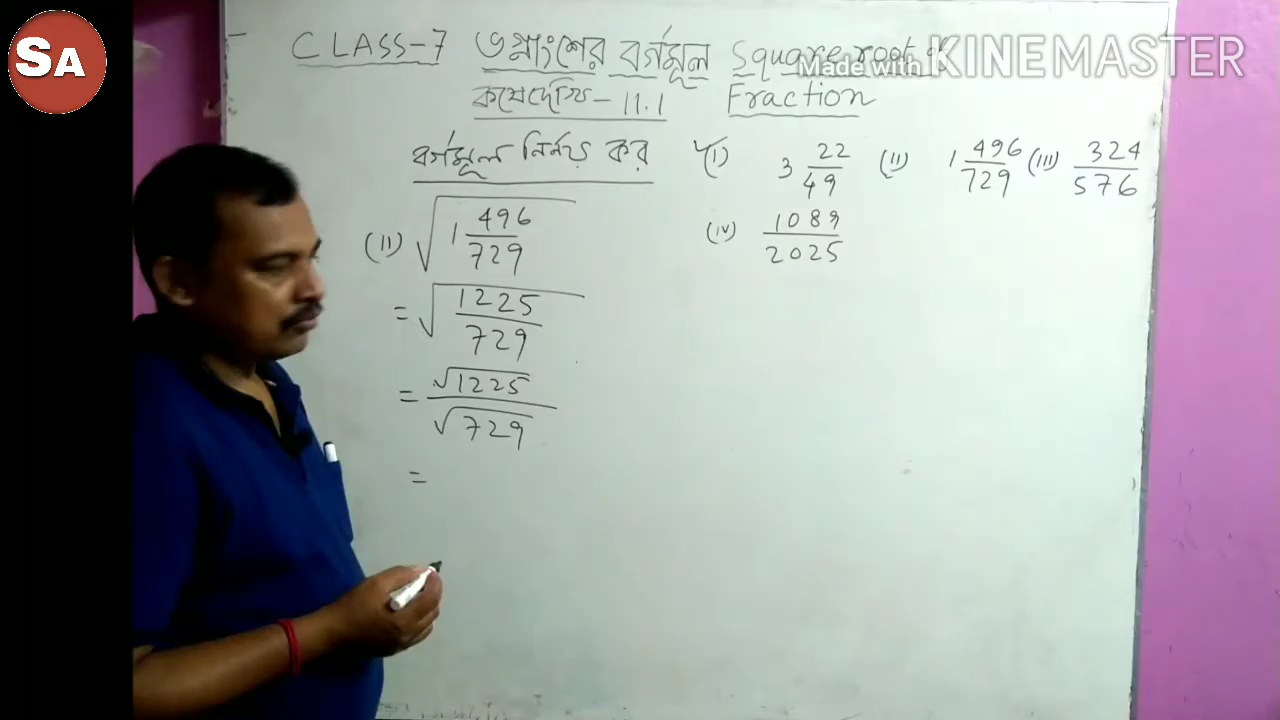 SA
CLASS-7 ভগ্নাংশের বর্গমূল Square root of
Made with KINEMASTER
কষেদেখি - 11.1 Fraction
বর্গমূল নির্নয় কর (i) 3 22/49 (ii) 1 496/729 (iii) 324/576
(iv) 1089/2025
(ii) √(1 496/729)
= √(1225/729)
= √1225/√729
=